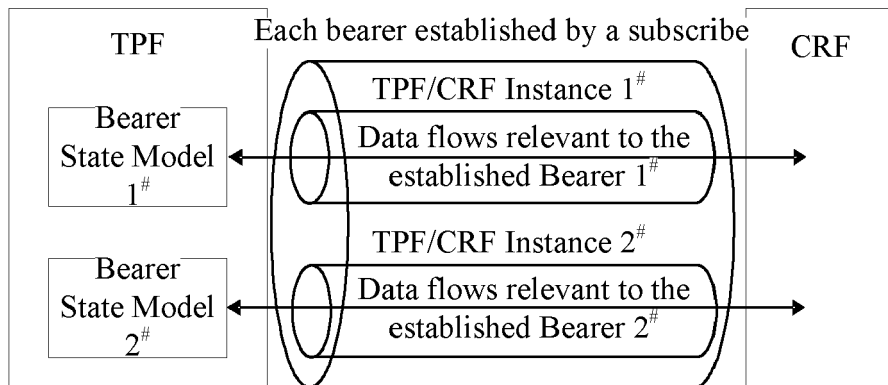 TPF
Each bearer established by a subscribe
CRF
TPF/CRF Instance 1#
Bearer
State Model
1#
Data flows relevant to the
established Bearer 1#
TPF/CRF Instance 2#
Bearer
State Model
2#
Data flows relevant to the
established Bearer 2#